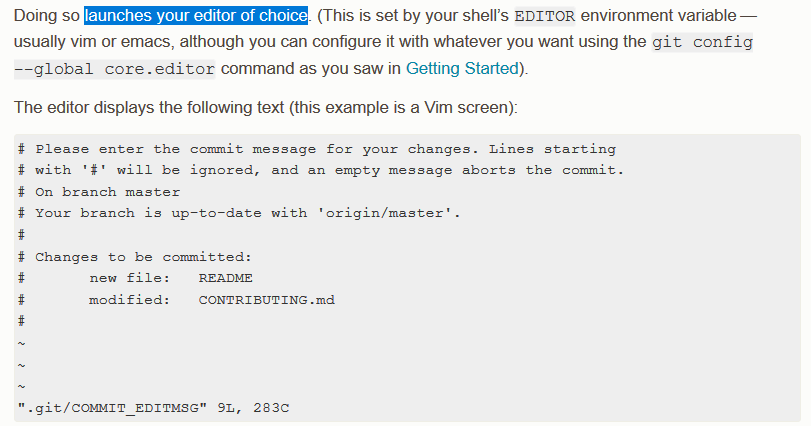 Doing so launches your editor of choice. (This is set by your shell’s EDITOR environment variable —
usually vim or emacs, although you can configure it with whatever you want using the git config
--global core.editor command as you saw in Getting Started).
The editor displays the following text (this example is a Vim screen):
# Please enter the commit message for your changes. Lines starting
# with '#' will be ignored, and an empty message aborts the commit.
# On branch master
# Your branch is up-to-date with 'origin/master'.
#
# Changes to be committed:
#	new file:   README
#	modified:   CONTRIBUTING.md
#
~
~
~
".git/COMMIT_EDITMSG" 9L, 283C